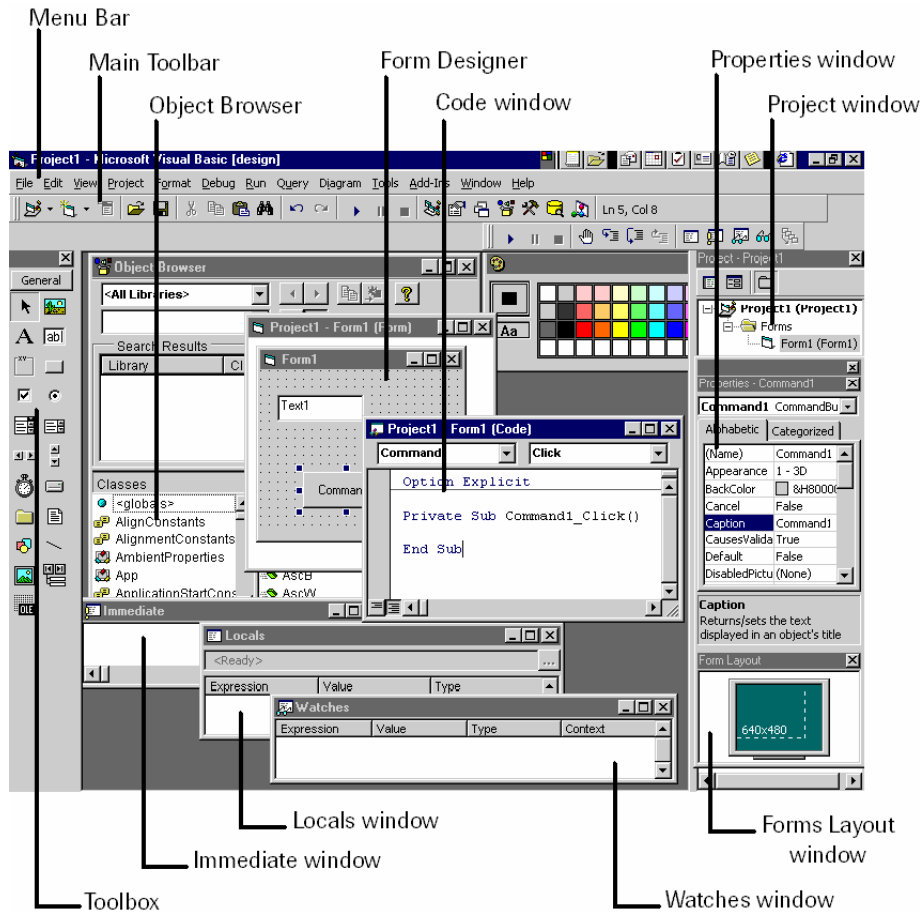 Menu Bar
Main Toolbar
Form Designer
Properties window
Object Browser
Code window
Project window
Project1 - Microsoft Visual Basic [design]
File Edit View Project Format Debug Run Query Diagram Tools Add-Ins Window Help
Ln 5, Col 8
General
A
ab
Object Browser
<All Libraries>
Search Results
Library
Project1 - Form1 (Form)
Form1
Text1
Aa
Project - Project1
Project1 (Project1)
Forms
Form1 (Form1)
Properties - Command1
Command1 CommandBu
Alphabetic Categorized
(Name) Command1
Appearance 1 - 3D
BackColor &H80000
Cancel False
Caption Command1
CausesValida True
Default False
DisabledPictu (None)
Caption
Returns/sets the text
displayed in an object's title
Project1 - Form1 (Code)
Command Click
Option Explicit
Private Sub Command1_Click()
End Sub
Classes
<globals>
AlignConstants
AlignmentConstants
AmbientProperties
App
ApplicationStartCons
AscB
AscW
OLE
Immediate
Locals
<Ready>
...
Expression Value Type
Watches
Expression Value Type Context
Form Layout
640x480
Locals window
Immediate window
Toolbox
Forms Layout
window
Watches window